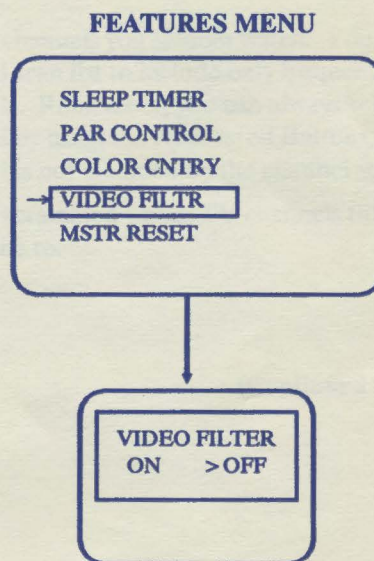 FEATURES MENU
SLEEP TIMER
PAR CONTROL
COLOR CNTRY
→VIDEO FILTR
MSTR RESET
VIDEO FILTER
ON >OFF